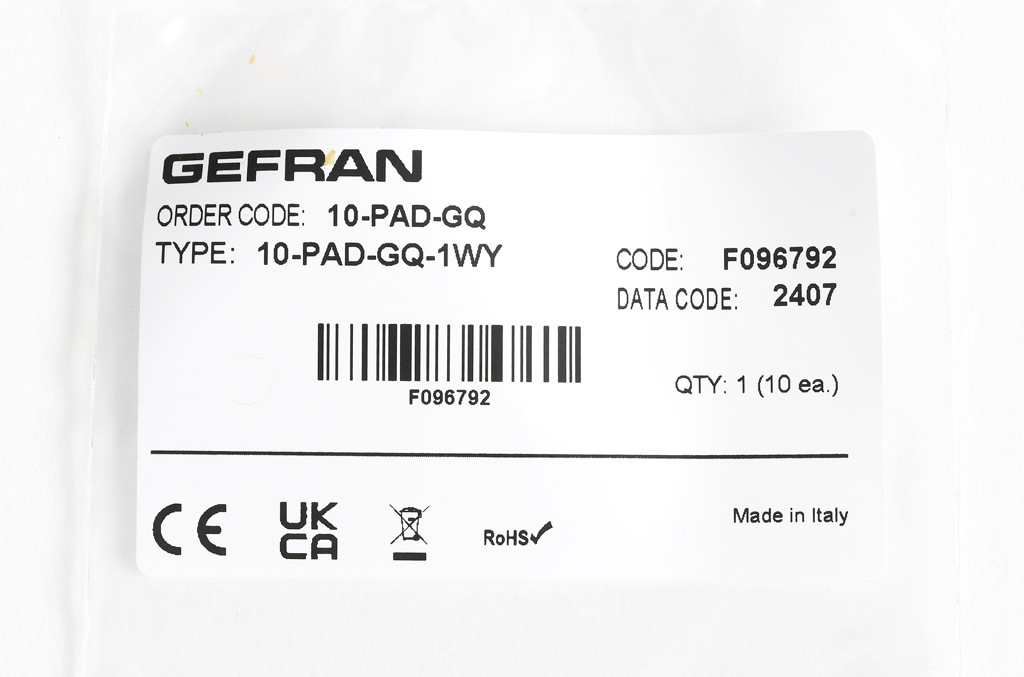 GEFRAN
ORDER CODE: 10-PAD-GQ
TYPE: 10-PAD-GQ-1WY
CODE: F096792
DATA CODE: 2407
F096792
QTY: 1 (10 ea.)
CE
UK
CA
RoHS
Made in Italy